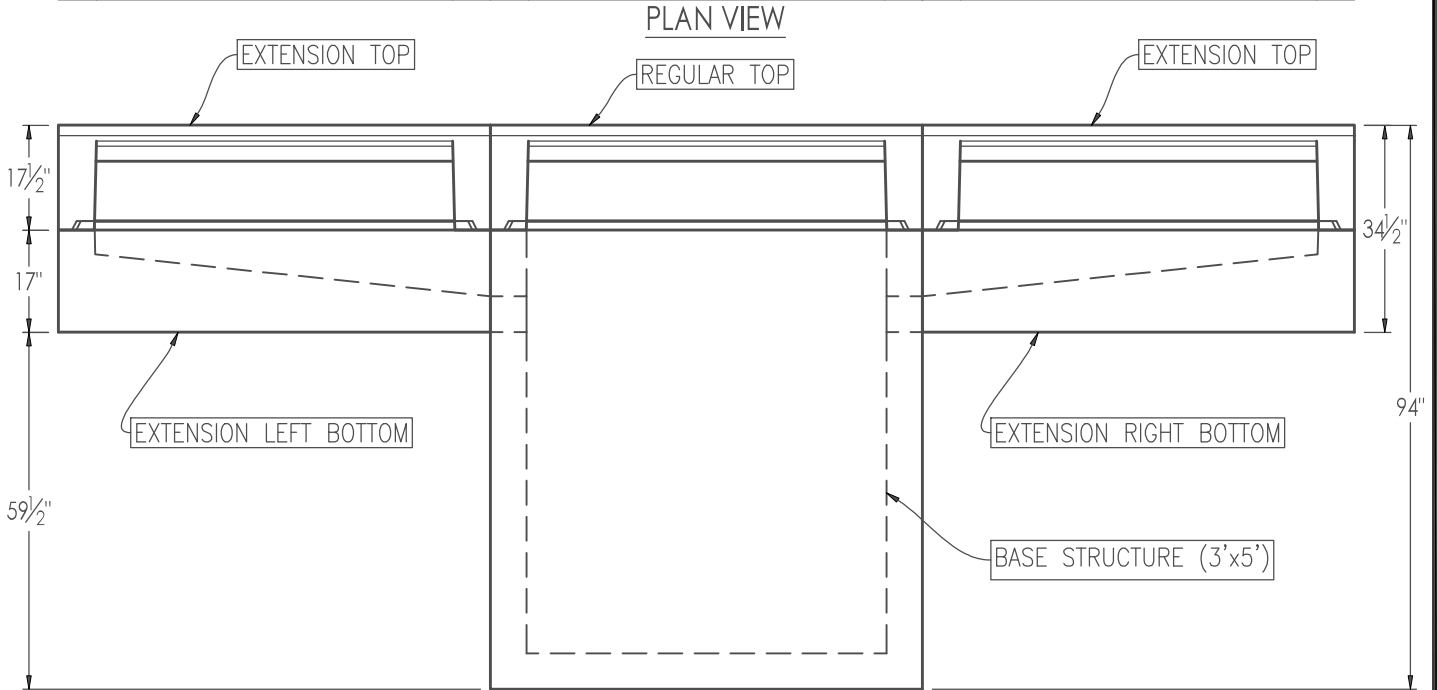 PLAN VIEW
EXTENSION TOP
REGULAR TOP
EXTENSION TOP
17½"
34½"
17"
94"
EXTENSION LEFT BOTTOM
EXTENSION RIGHT BOTTOM
59½"
BASE STRUCTURE (3'x5')